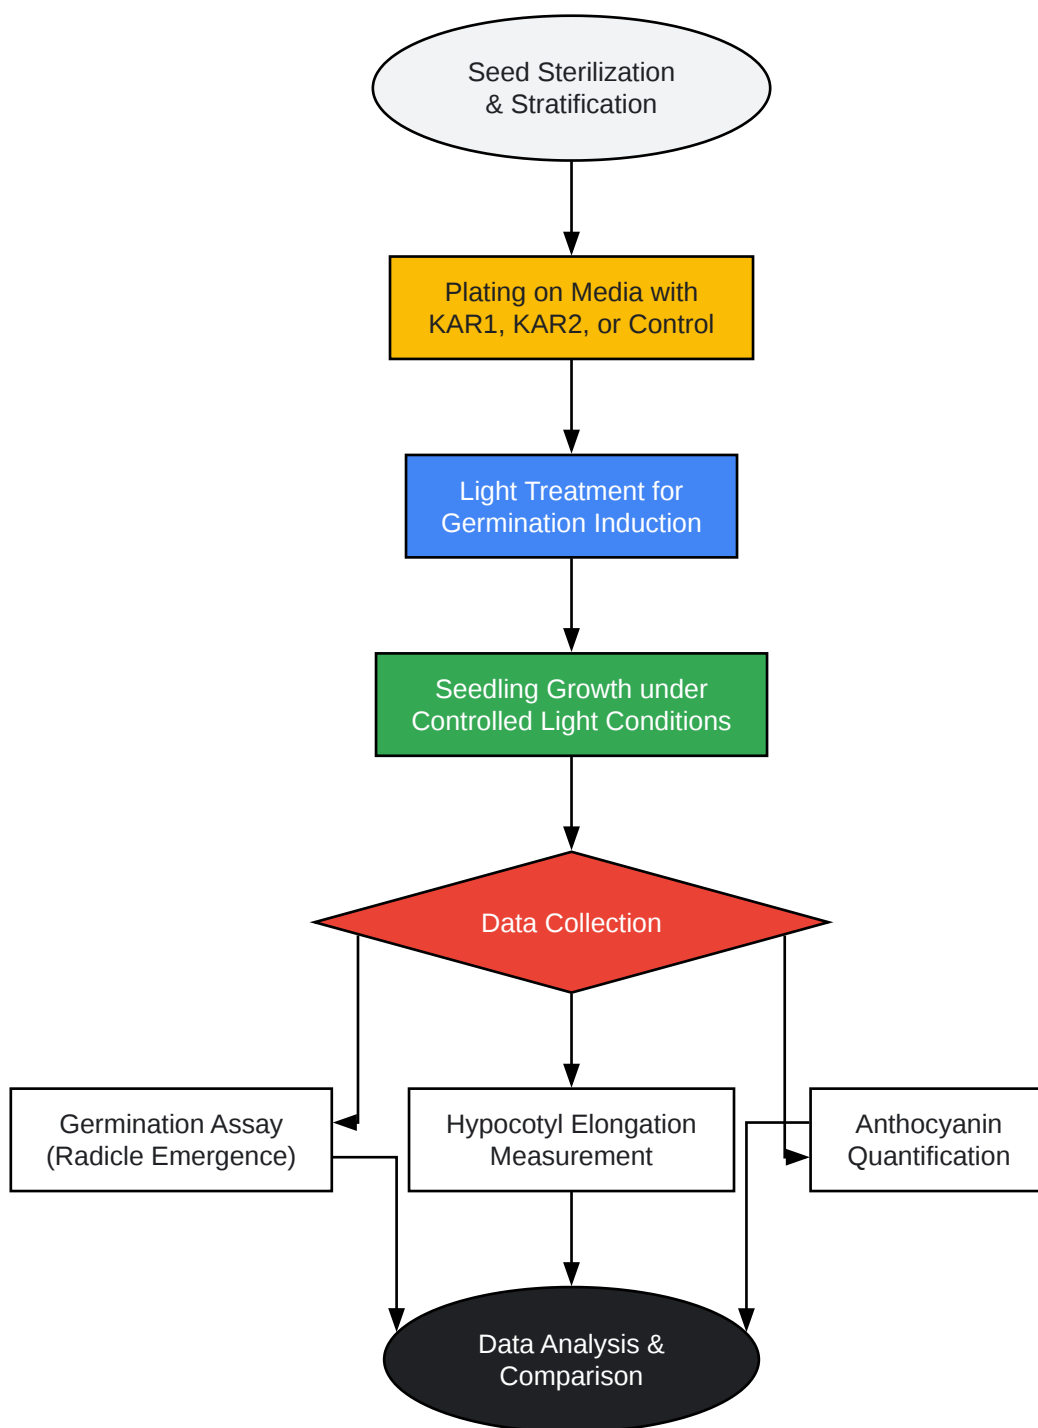 Seed Sterilization
& Stratification
Plating on Media with
KAR1, KAR2, or Control
Light Treatment for
Germination Induction
Seedling Growth under
Controlled Light Conditions
Data Collection
Germination Assay
(Radicle Emergence)
Hypocotyl Elongation
Measurement
Anthocyanin
Quantification
Data Analysis &
Comparison